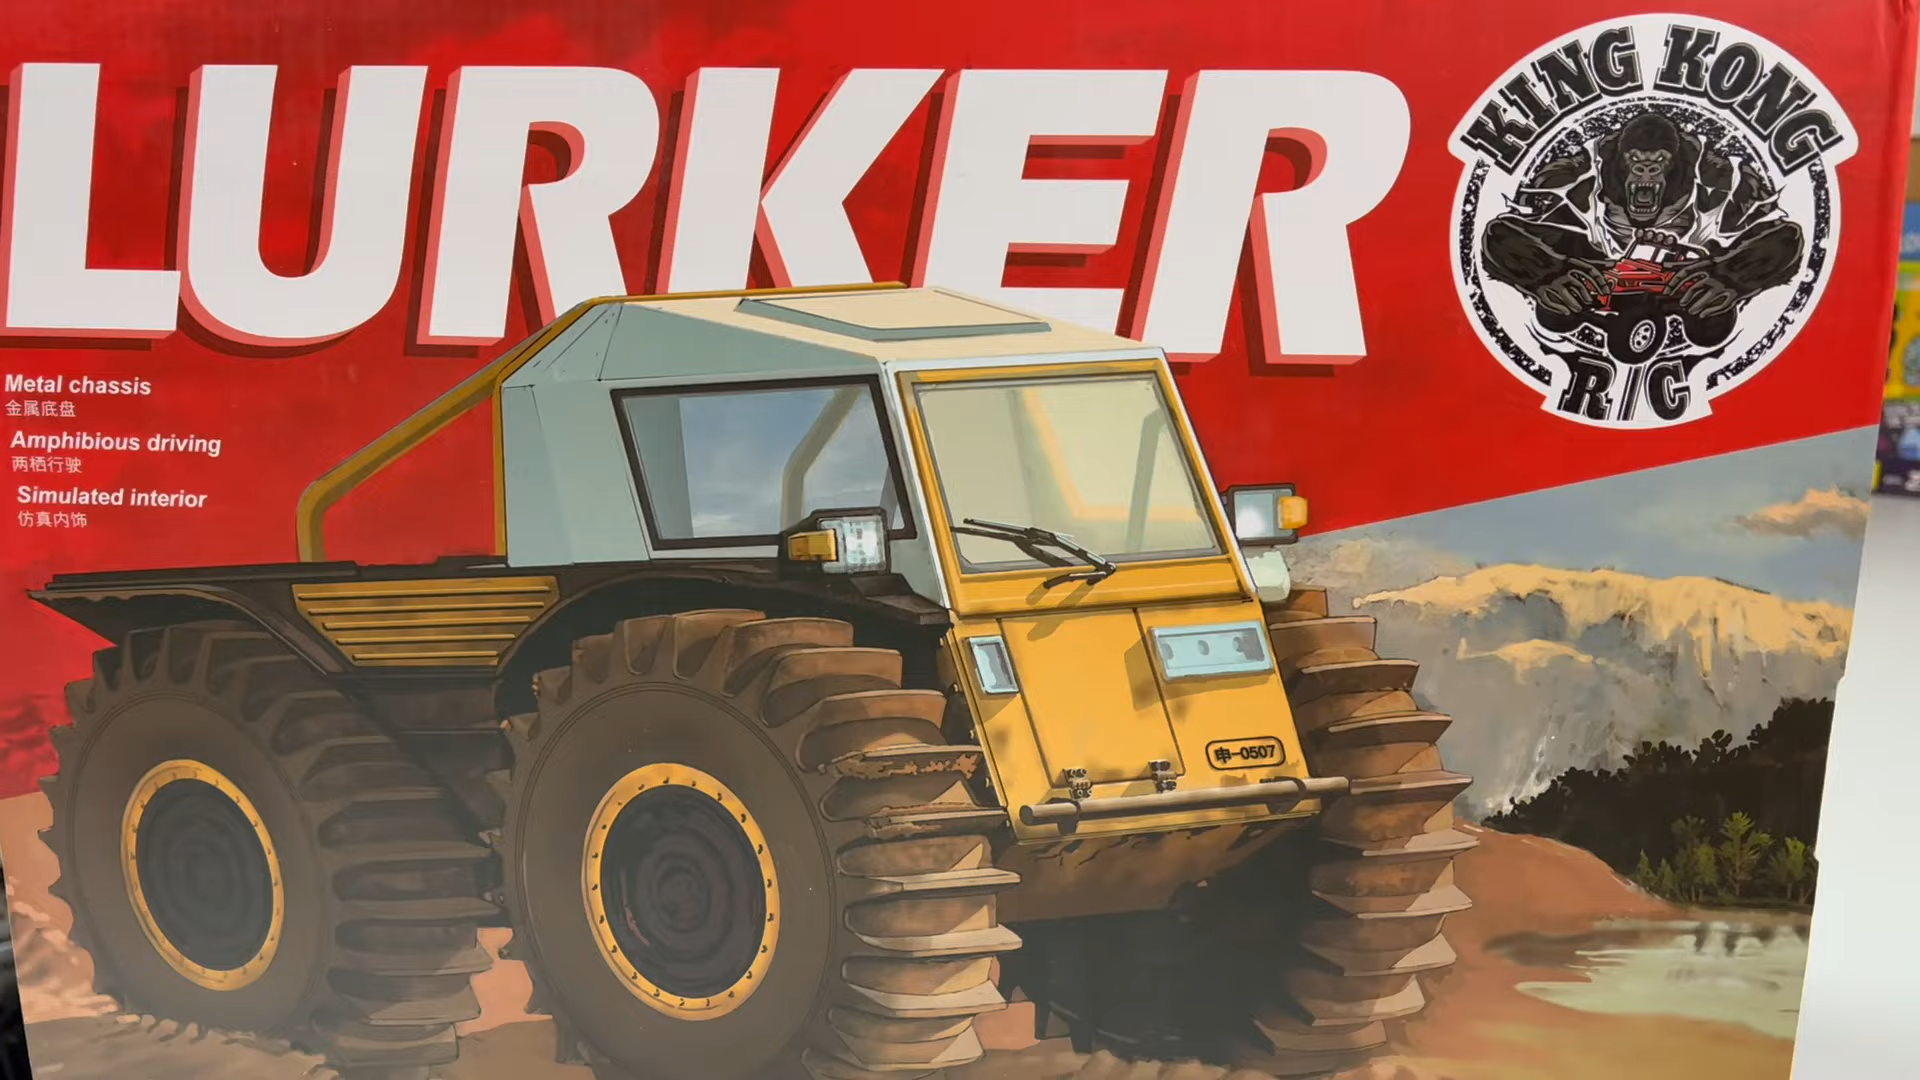 LURKER
KING KONG
R/C
Metal chassis
金属底盘
Amphibious driving
两栖行驶
Simulated interior
仿真内饰
申-0507